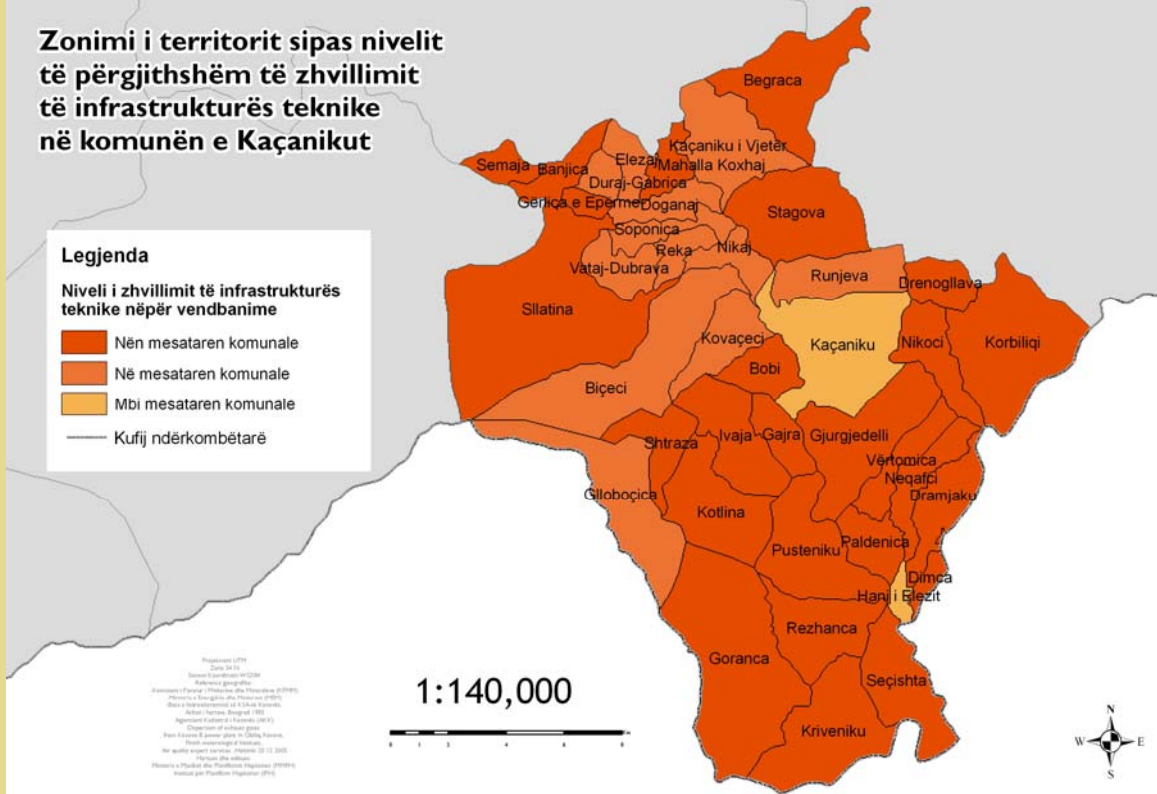 Zonimi i territorit sipas nivelit
të përgjithshëm të zhvillimit
të infrastrukturës teknike
në komunën e Kaçanikut
Legjenda
Niveli i zhvillimit të infrastrukturës
teknike nëpër vendbanime
Nën mesataren komunale
Në mesataren komunale
Mbi mesataren komunale
Kufij ndërkombëtarë
Begraca
Kaçaniku i Vjetër
Elezaj
Mahalla Koxhaj
Semaja
Banjica
Duraj-Gabrica
Gërlica e Eperme
Doganaj
Stagova
Soponica
Nikaj
Reka
Vataj-Dubrava
Runjeva
Drenogllava
Sllatina
Kovaçeci
Kaçaniku
Nikoci
Korbiliqi
Bobi
Biçeci
Shtraza
Ivaja
Gajra
Gjurgjedelli
Vërtomica
Neqafci
Glloboçica
Dramjaku
Kotlina
Pusteniku
Paldenica
Dimca
Hanj i Elezit
Rezhanca
Goranca
Seçishta
Kriveniku
1:140,000
N
W
E
S